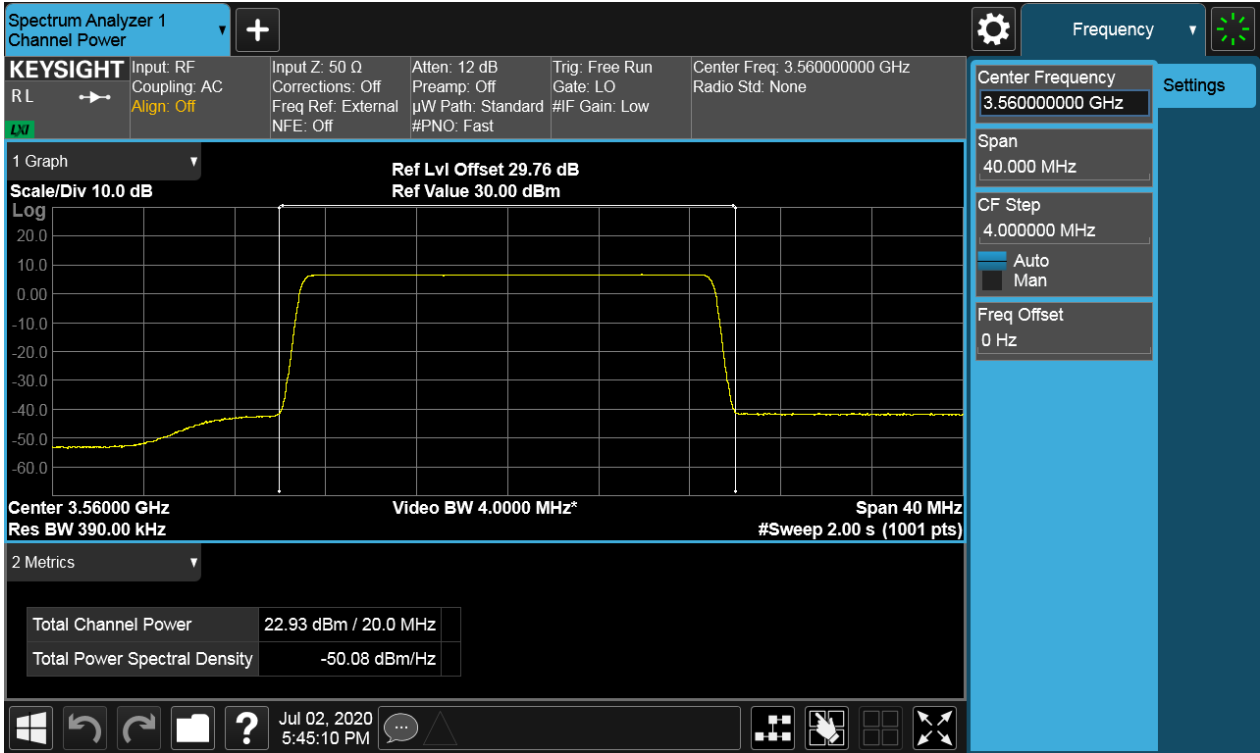 Spectrum Analyzer 1
Channel Power
Frequency
KEYSIGHT
RL
LXI
Input: RF
Coupling: AC
Align: Off
Input Z: 50 Ω
Corrections: Off
Freq Ref: External
NFE: Off
Atten: 12 dB
Preamp: Off
µW Path: Standard
#PNO: Fast
Trig: Free Run
Gate: LO
#IF Gain: Low
Center Freq: 3.560000000 GHz
Radio Std: None
Center Frequency
3.560000000 GHz
Settings
Span
40.000 MHz
CF Step
4.000000 MHz
Auto
Man
Freq Offset
0 Hz
1 Graph
Scale/Div 10.0 dB
Ref Lvl Offset 29.76 dB
Ref Value 30.00 dBm
Log
20.0
10.0
0.00
-10.0
-20.0
-30.0
-40.0
-50.0
-60.0
Center 3.56000 GHz
Video BW 4.0000 MHz*
Span 40 MHz
Res BW 390.00 kHz
#Sweep 2.00 s (1001 pts)
2 Metrics
Total Channel Power 22.93 dBm / 20.0 MHz
Total Power Spectral Density -50.08 dBm/Hz
?
Jul 02, 2020
5:45:10 PM